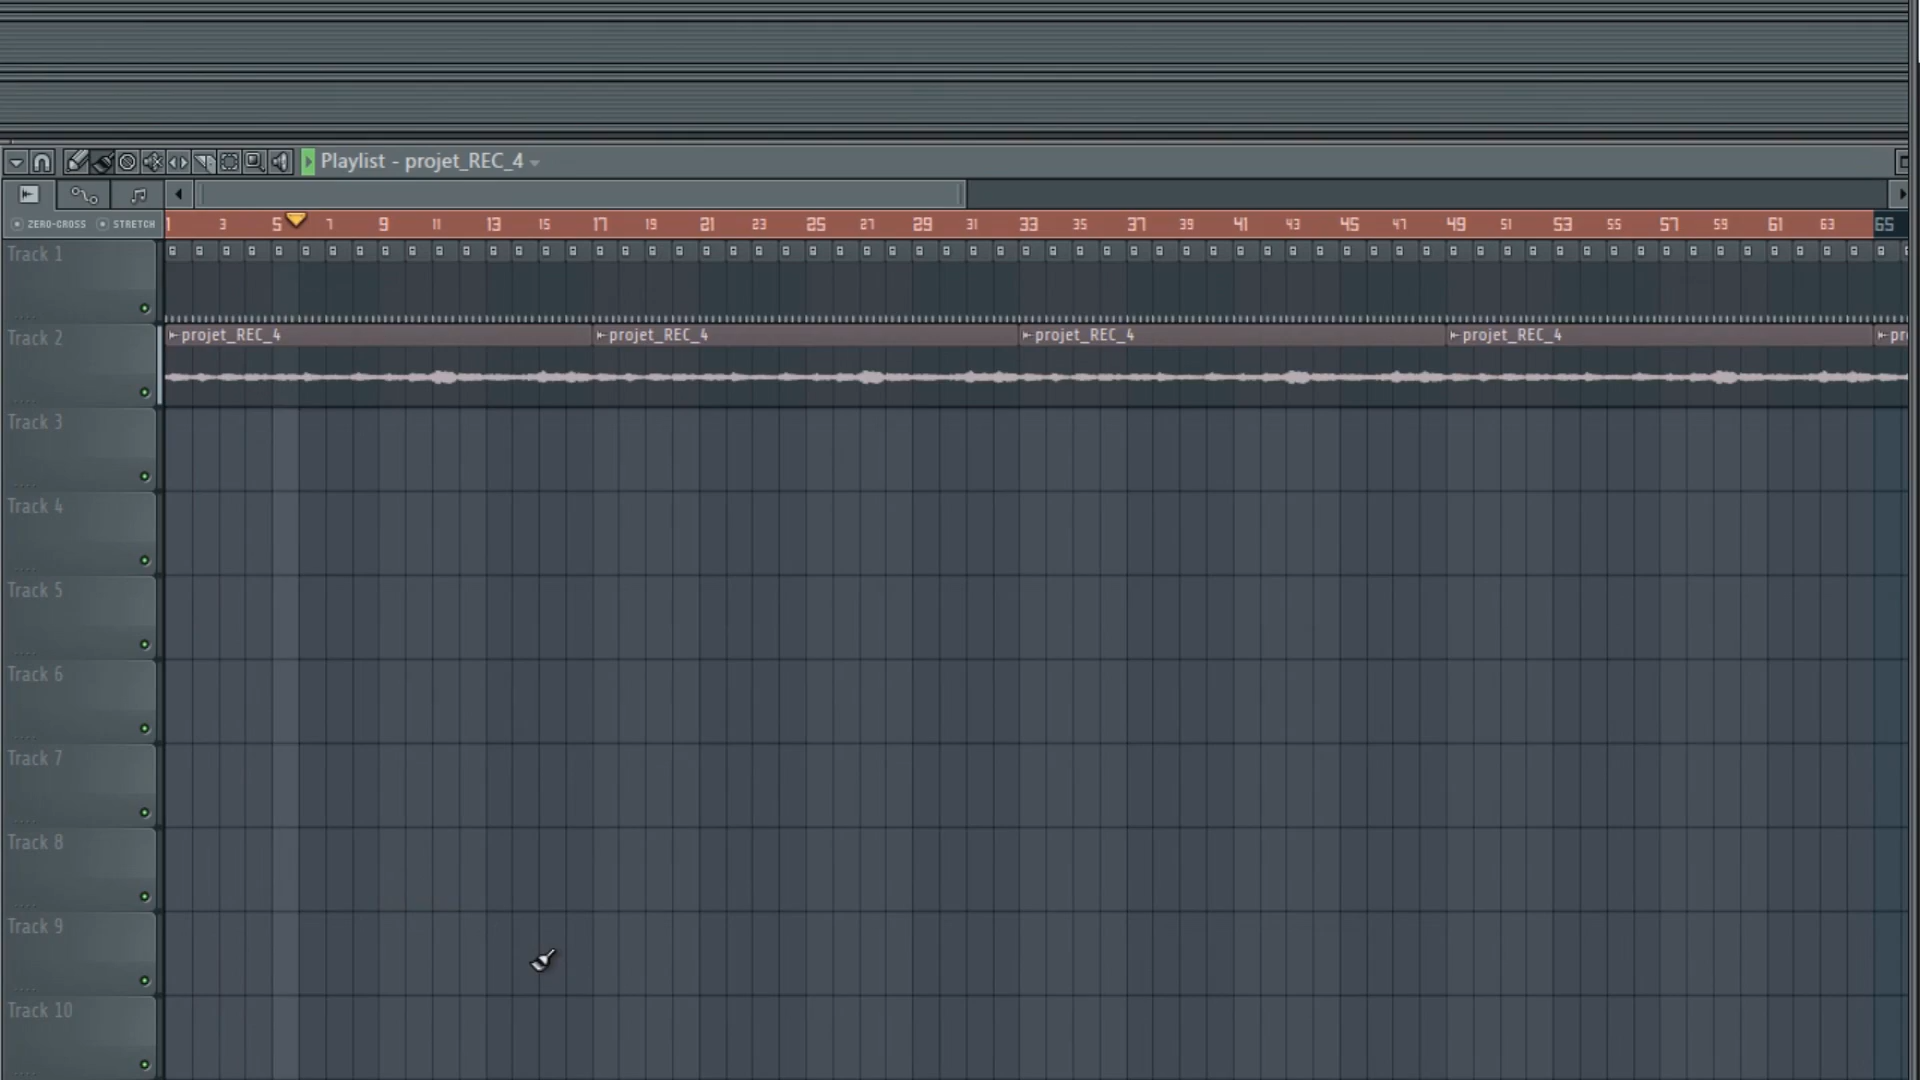 Playlist - projet_REC_4
ZERO-CROSS STRETCH
1 3 5 7 9 11 13 15 17 19 21 23 25 27 29 31 33 35 37 39 41 43 45 47 49 51 53 55 57 59 61 63 65
Track 1
Track 2
projet_REC_4 projet_REC_4 projet_REC_4 projet_REC_4
Track 3
Track 4
Track 5
Track 6
Track 7
Track 8
Track 9
Track 10